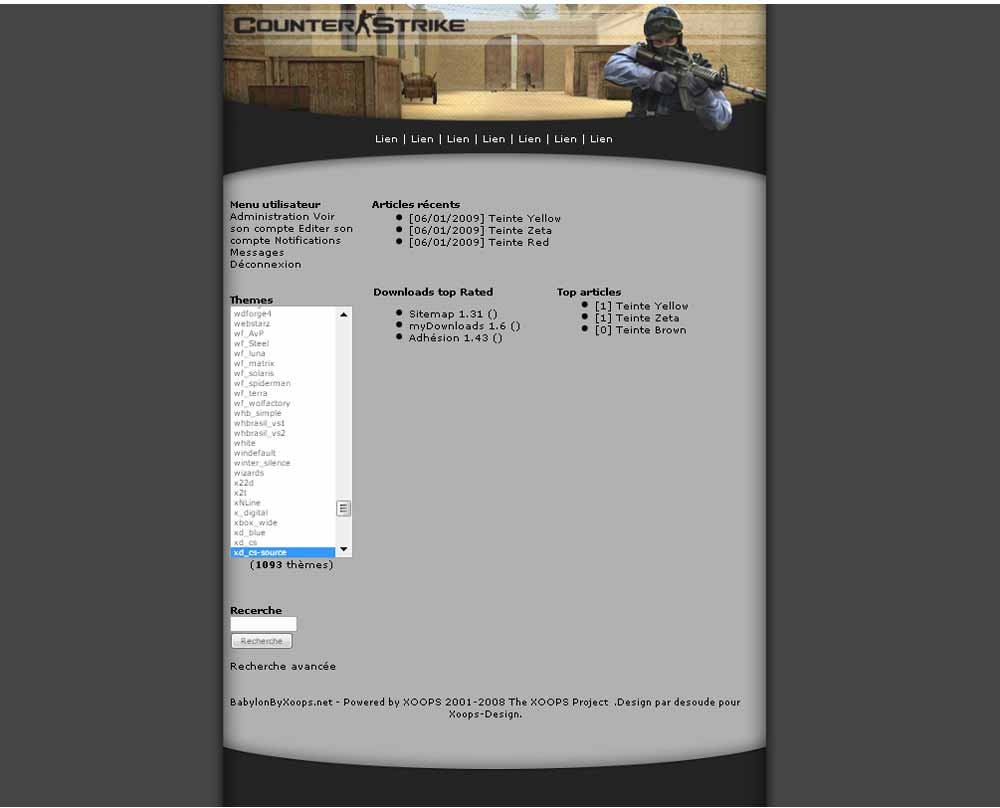 COUNTER STRIKE
Lien | Lien | Lien | Lien | Lien | Lien | Lien
Menu utilisateur
Administration Voir
son compte Editer son
compte Notifications
Messages
Déconnexion
Articles récents
[06/01/2009] Teinte Yellow
[06/01/2009] Teinte Zeta
[06/01/2009] Teinte Red
Downloads top Rated
Sitemap 1.31 ()
myDownloads 1.6 ()
Adhésion 1.43 ()
Top articles
[1] Teinte Yellow
[1] Teinte Zeta
[0] Teinte Brown
Themes
wdforge4
webstarz
wf_AvP
wf_Steel
wf_luna
wf_matrix
wf_solaris
wf_spiderman
wf_terra
wf_wolfactory
whb_simple
whbrasil_vs1
whbrasil_vs2
white
windefault
winter_silence
wizards
x22d
x2t
xNLine
x_digital
xbox_wide
xd_blue
xd_cs
xd_cs-source
(1093 thèmes)
Recerche
Recherche
Recherche avancée
BabylonByXoops.net - Powered by XOOPS 2001-2008 The XOOPS Project .Design par desoude pour
Xoops-Design.